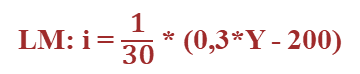 LM: i = 1/30 * (0,3*Y - 200)